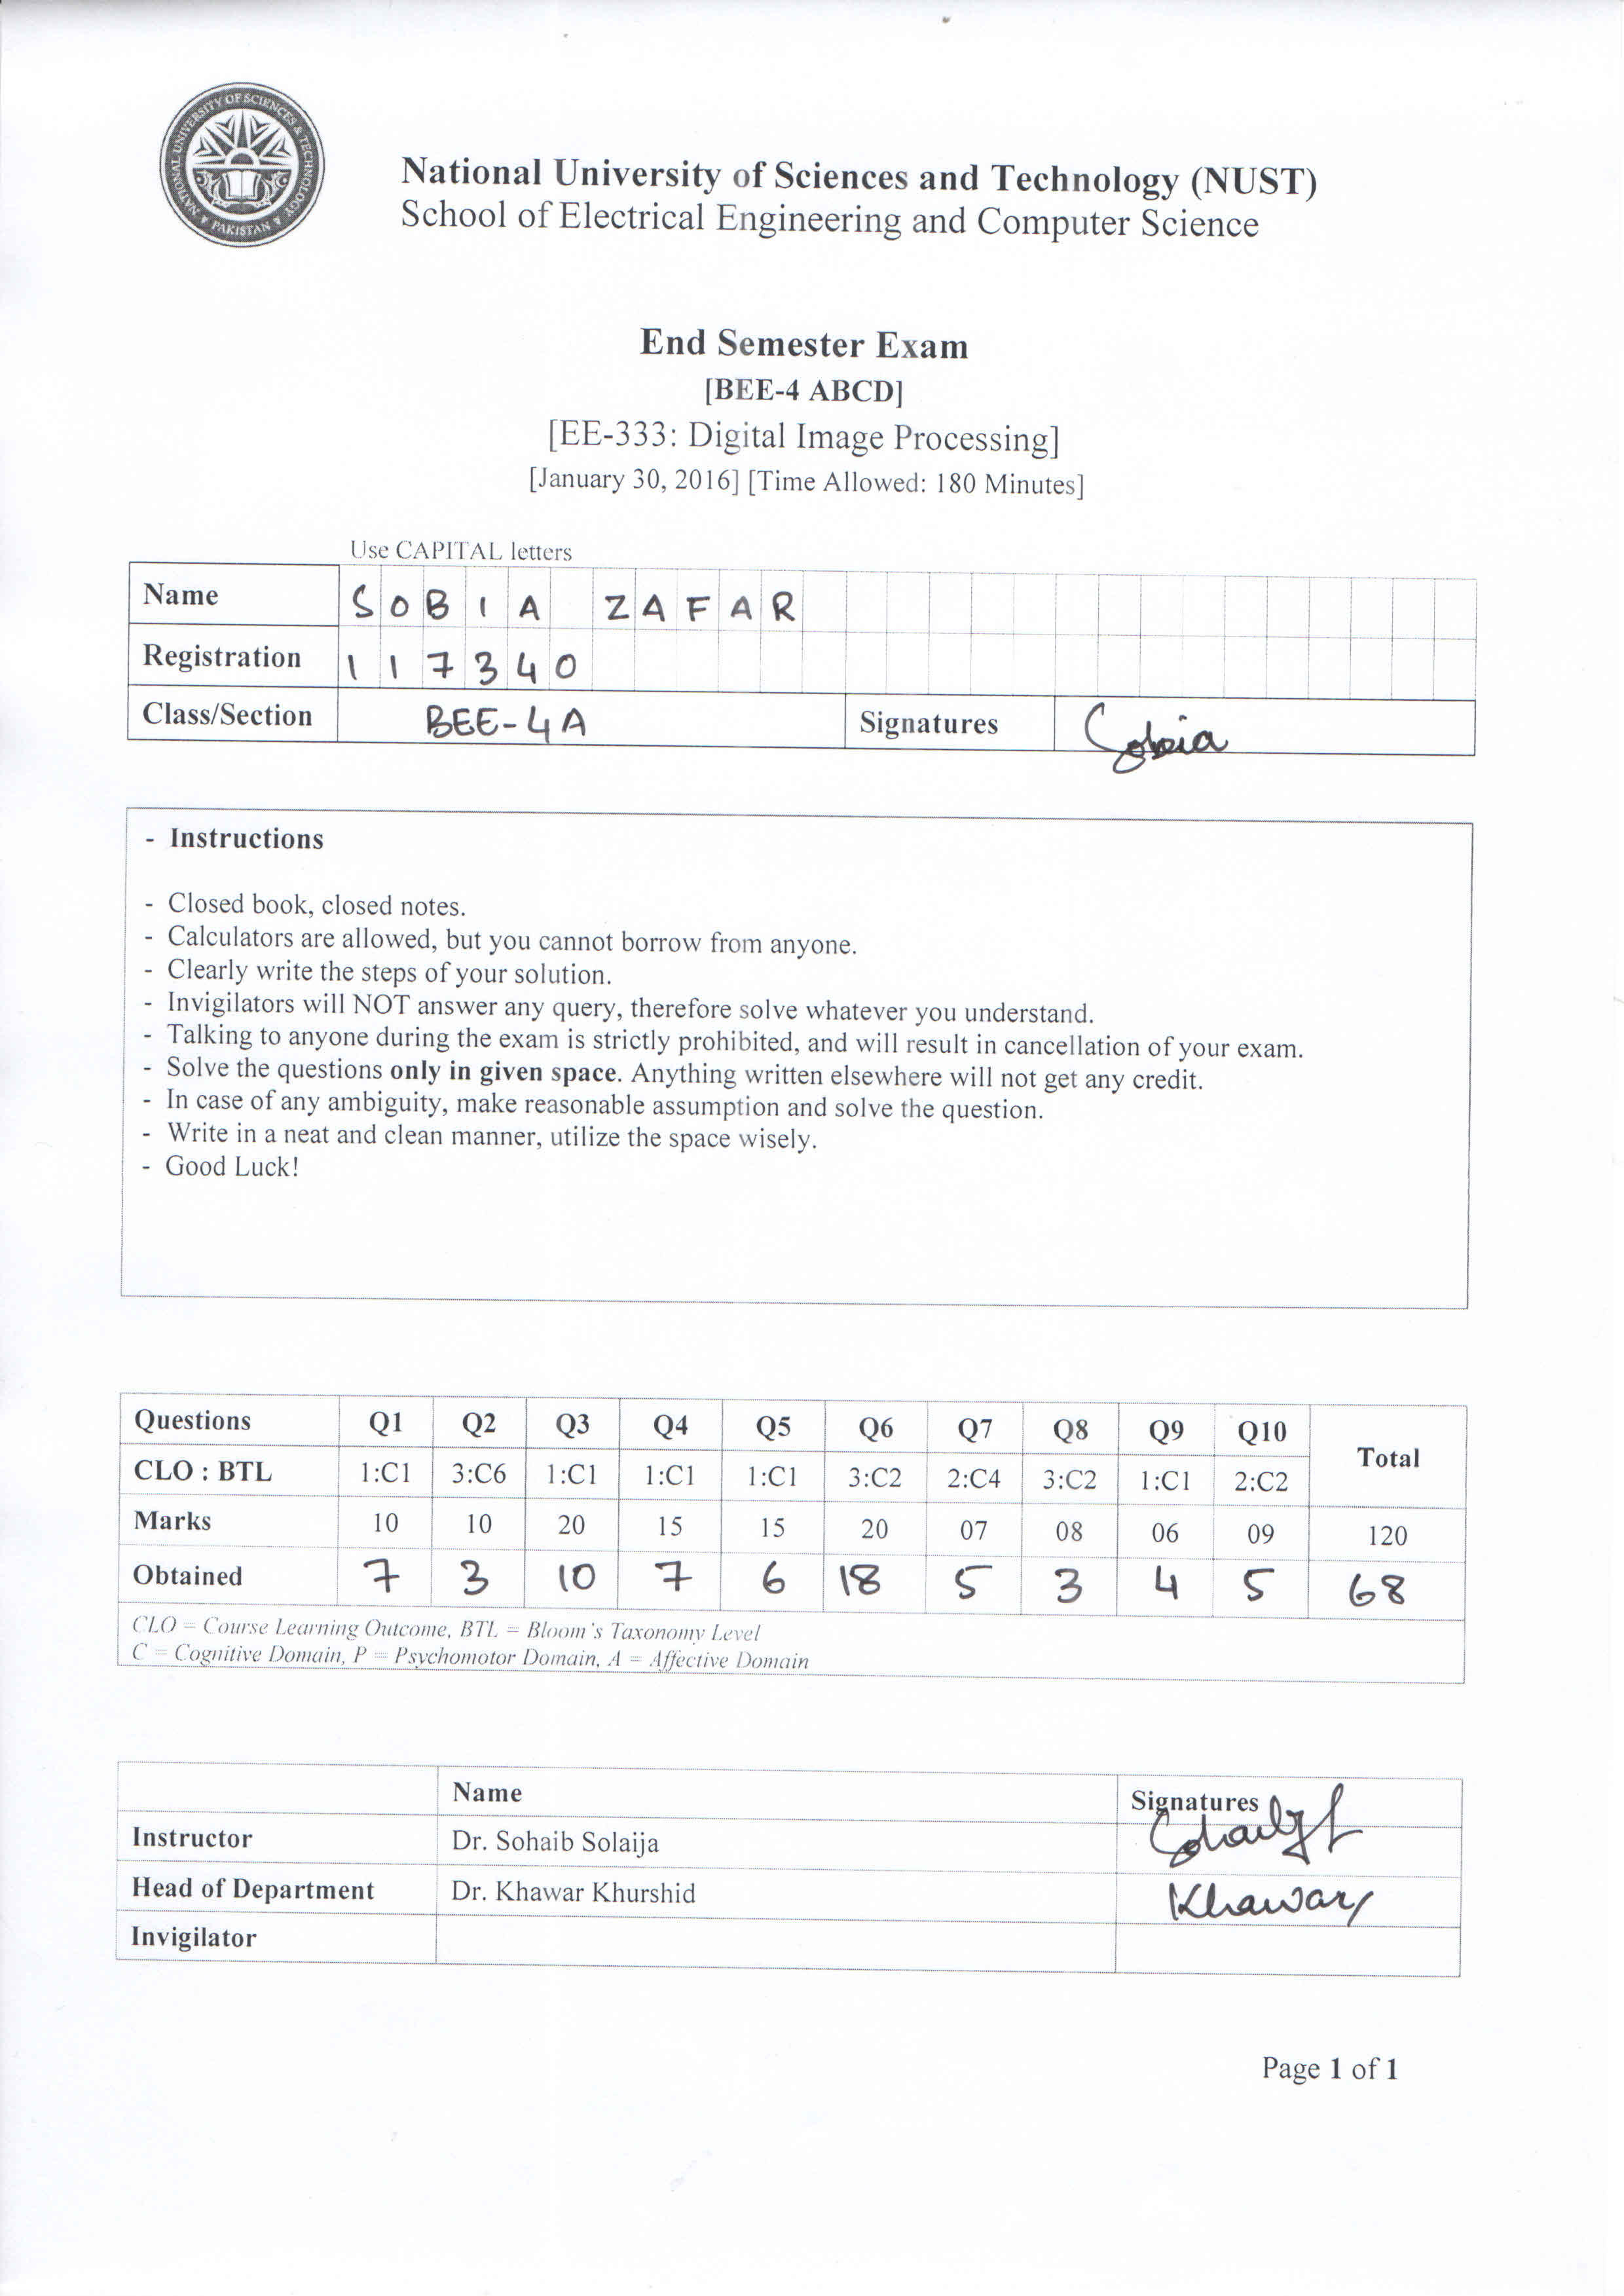 NATIONAL UNIVERSITY OF SCIENCES & TECHNOLOGY
PAKISTAN
National University of Sciences and Technology (NUST)
School of Electrical Engineering and Computer Science
End Semester Exam
[BEE-4 ABCD]
[EE-333: Digital Image Processing]
[January 30, 2016] [Time Allowed: 180 Minutes]
Use CAPITAL letters
Name SOBIA ZAFAR
Registration 117340
Class/Section BEE-4A Signatures Sobia
- Instructions
- Closed book, closed notes.
- Calculators are allowed, but you cannot borrow from anyone.
- Clearly write the steps of your solution.
- Invigilators will NOT answer any query, therefore solve whatever you understand.
- Talking to anyone during the exam is strictly prohibited, and will result in cancellation of your exam.
- Solve the questions only in given space. Anything written elsewhere will not get any credit.
- In case of any ambiguity, make reasonable assumption and solve the question.
- Write in a neat and clean manner, utilize the space wisely.
- Good Luck!
Questions Q1 Q2 Q3 Q4 Q5 Q6 Q7 Q8 Q9 Q10 Total
CLO : BTL 1:C1 3:C6 1:C1 1:C1 1:C1 3:C2 2:C4 3:C2 1:C1 2:C2
Marks 10 10 20 15 15 20 07 08 06 09 120
Obtained 7 3 10 7 6 18 5 3 4 5 68
CLO = Course Learning Outcome, BTL = Bloom's Taxonomy Level
C = Cognitive Domain, P = Psychomotor Domain, A = Affective Domain
Name Signatures
Instructor Dr. Sohaib Solaija
Head of Department Dr. Khawar Khurshid Khawar
Invigilator
Page 1 of 1